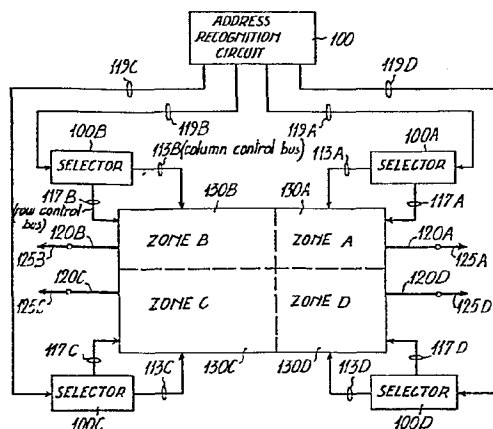 ADDRESS
RECOGNITION
CIRCUIT
100
119C
119D
119B
119A
100B
100A
SELECTOR
113B (column control bus)
113A
SELECTOR
117B
(row control
bus)
130B
130A
117A
120B
ZONE B
ZONE A
120A
125B
125A
120C
120D
125C
ZONE C
ZONE D
125D
117C
117D
SELECTOR
113C
130C
130D
113D
SELECTOR
100C
100D